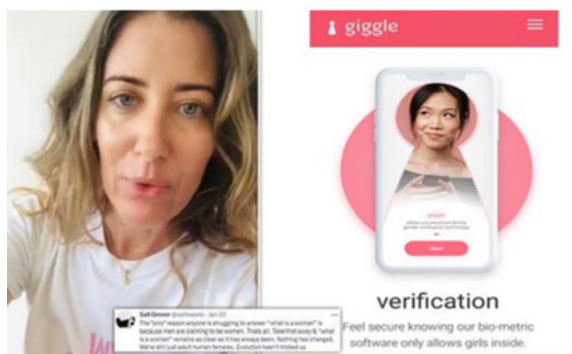 giggle
GIGGLE
start
verification
Feel secure knowing our bio-metric
software only allows girls inside.
Sall Grover @salltweets · Jan 22
The *only* reason anyone is struggling to answer "what is a woman" is
because men are claiming to be women. Thats all. Take that away & "what
is a woman" remains as clear as it has always been. Nothing has changed.
We're still just adult human females. Evolution hasn't tricked us